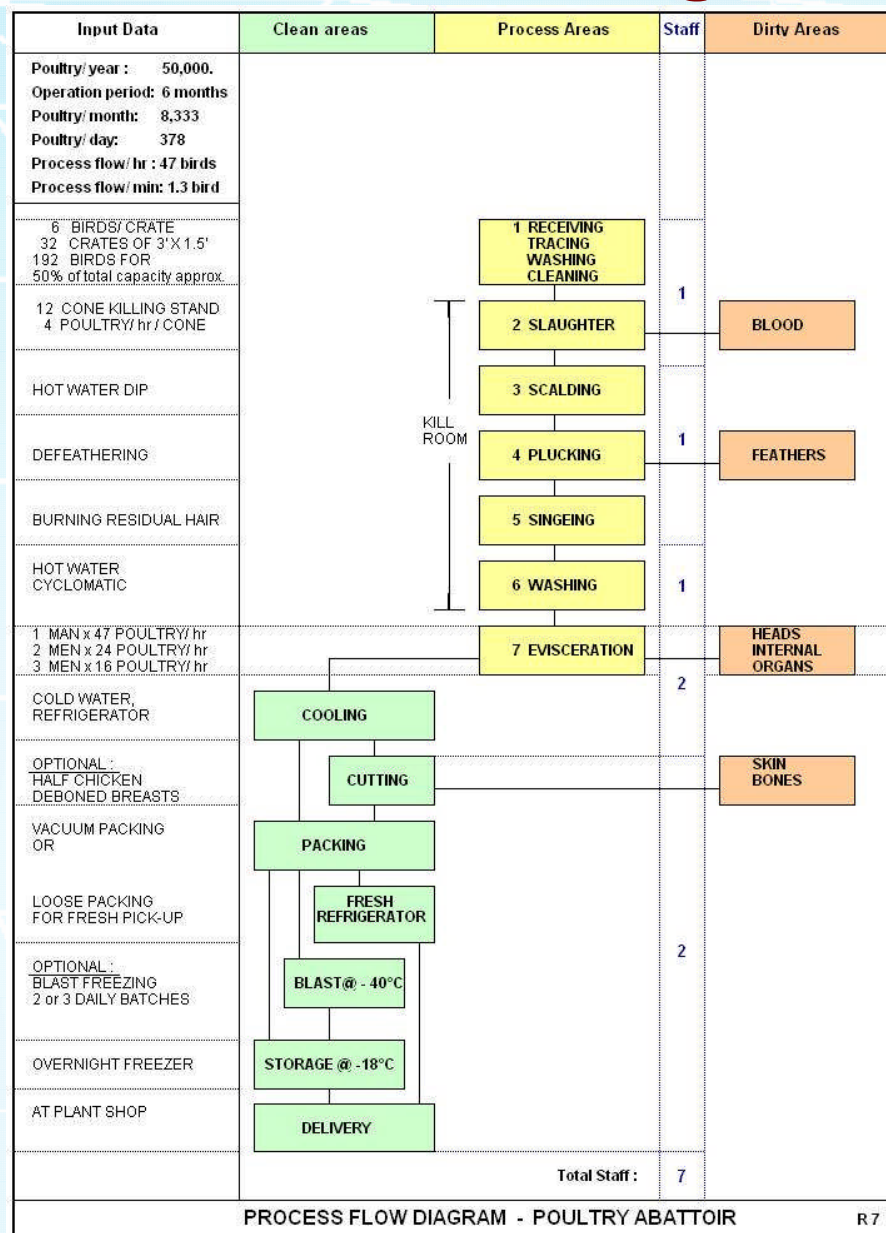 Input Data
Clean areas
Process Areas
Staff
Dirty Areas
Poultry/ year : 50,000.
Operation period: 6 months
Poultry/ month: 8,333
Poultry/ day: 378
Process flow/ hr : 47 birds
Process flow/ min: 1.3 bird
6 BIRDS/ CRATE
32 CRATES OF 3'X 1.5'
192 BIRDS FOR
50% of total capacity approx.
1 RECEIVING
TRACING
WASHING
CLEANING
1
12 CONE KILLING STAND
4 POULTRY/ hr / CONE
2 SLAUGHTER
BLOOD
HOT WATER DIP
3 SCALDING
KILL
ROOM
1
DEFEATHERING
4 PLUCKING
FEATHERS
BURNING RESIDUAL HAIR
5 SINGEING
HOT WATER
CYCLOMATIC
6 WASHING
1
1 MAN x 47 POULTRY/ hr
2 MEN x 24 POULTRY/ hr
3 MEN x 16 POULTRY/ hr
7 EVISCERATION
HEADS
INTERNAL
ORGANS
2
COLD WATER,
REFRIGERATOR
COOLING
OPTIONAL :
HALF CHICKEN
DEBONED BREASTS
CUTTING
SKIN
BONES
VACUUM PACKING
OR
PACKING
LOOSE PACKING
FOR FRESH PICK-UP
FRESH
REFRIGERATOR
2
OPTIONAL :
BLAST FREEZING
2 or 3 DAILY BATCHES
BLAST@ - 40°C
OVERNIGHT FREEZER
STORAGE @ -18°C
AT PLANT SHOP
DELIVERY
Total Staff :
7
PROCESS FLOW DIAGRAM - POULTRY ABATTOIR
R 7